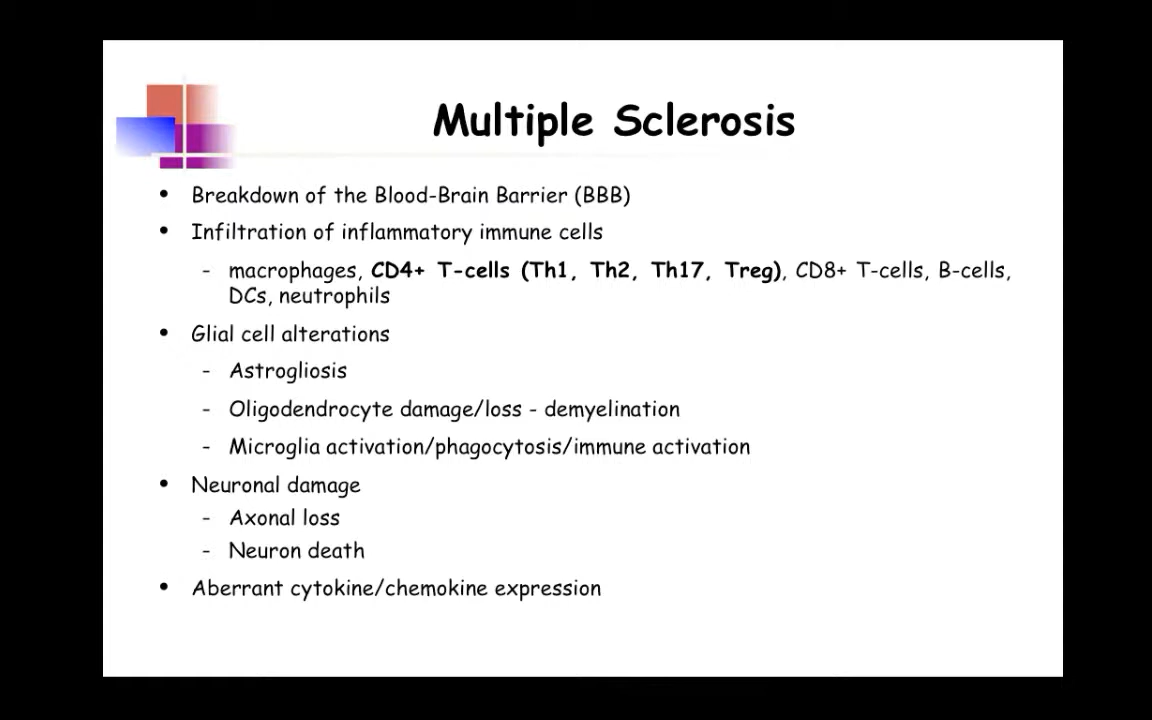 Multiple Sclerosis
• Breakdown of the Blood-Brain Barrier (BBB)
• Infiltration of inflammatory immune cells
- macrophages, CD4+ T-cells (Th1, Th2, Th17, Treg), CD8+ T-cells, B-cells,
DCs, neutrophils
• Glial cell alterations
- Astrogliosis
- Oligodendrocyte damage/loss - demyelination
- Microglia activation/phagocytosis/immune activation
• Neuronal damage
- Axonal loss
- Neuron death
• Aberrant cytokine/chemokine expression